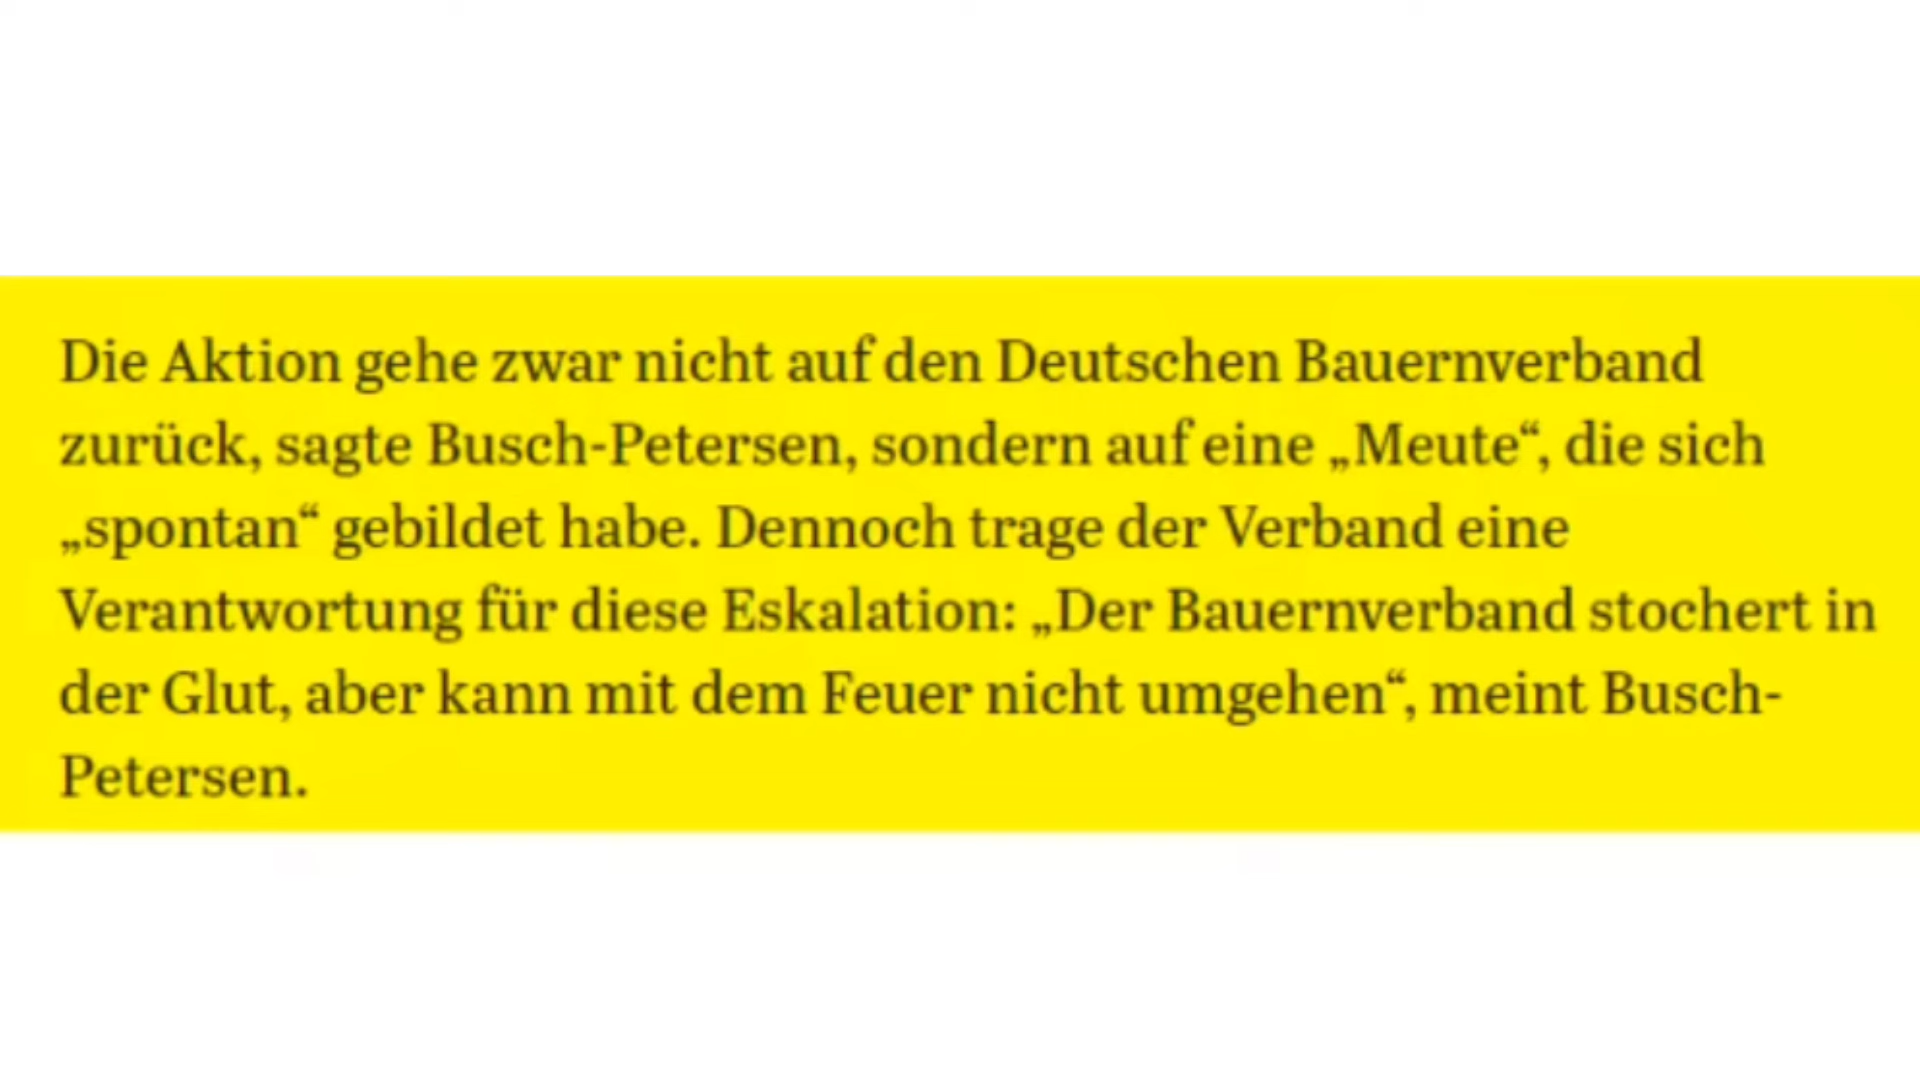 Die Aktion gehe zwar nicht auf den Deutschen Bauernverband
zurück, sagte Busch-Petersen, sondern auf eine „Meute“, die sich
„spontan“ gebildet habe. Dennoch trage der Verband eine
Verantwortung für diese Eskalation: „Der Bauernverband stochert in
der Glut, aber kann mit dem Feuer nicht umgehen“, meint Busch-
Petersen.